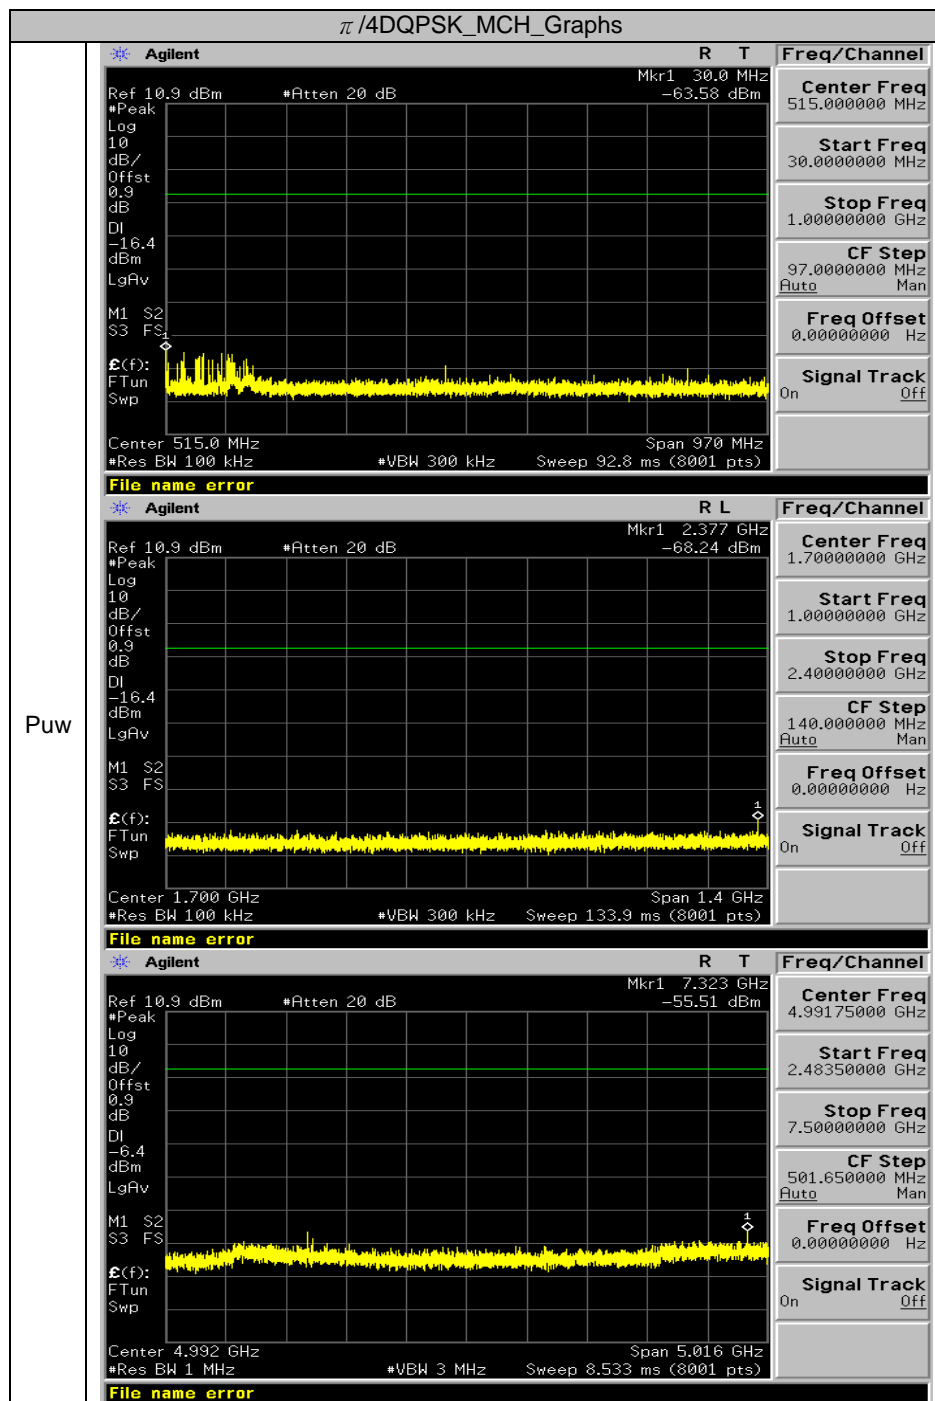 π/4DQPSK_MCH_Graphs
Puw
Agilent R T Freq/Channel
Mkr1 30.0 MHz
Ref 10.9 dBm #Atten 20 dB -63.58 dBm
#Peak
Log
10
dB/
Offst
0.9
dB
DI
-16.4
dBm
LgAv
M1 S2
S3 FS
1
£(f):
FTun
Swp
Center 515.0 MHz Span 970 MHz
#Res BW 100 kHz #VBW 300 kHz Sweep 92.8 ms (8001 pts)
File name error
Center Freq
515.000000 MHz
Start Freq
30.0000000 MHz
Stop Freq
1.00000000 GHz
CF Step
97.0000000 MHz
Auto Man
Freq Offset
0.00000000 Hz
Signal Track
On Off
Agilent R L Freq/Channel
Mkr1 2.377 GHz
Ref 10.9 dBm #Atten 20 dB -68.24 dBm
#Peak
Log
10
dB/
Offst
0.9
dB
DI
-16.4
dBm
LgAv
M1 S2
S3 FS
1
£(f):
FTun
Swp
Center 1.700 GHz Span 1.4 GHz
#Res BW 100 kHz #VBW 300 kHz Sweep 133.9 ms (8001 pts)
File name error
Center Freq
1.70000000 GHz
Start Freq
1.00000000 GHz
Stop Freq
2.40000000 GHz
CF Step
140.000000 MHz
Auto Man
Freq Offset
0.00000000 Hz
Signal Track
On Off
Agilent R T Freq/Channel
Mkr1 7.323 GHz
Ref 10.9 dBm #Atten 20 dB -55.51 dBm
#Peak
Log
10
dB/
Offst
0.9
dB
DI
-6.4
dBm
LgAv
M1 S2
S3 FS
1
£(f):
FTun
Swp
Center 4.992 GHz Span 5.016 GHz
#Res BW 1 MHz #VBW 3 MHz Sweep 8.533 ms (8001 pts)
File name error
Center Freq
4.99175000 GHz
Start Freq
2.48350000 GHz
Stop Freq
7.50000000 GHz
CF Step
501.650000 MHz
Auto Man
Freq Offset
0.00000000 Hz
Signal Track
On Off